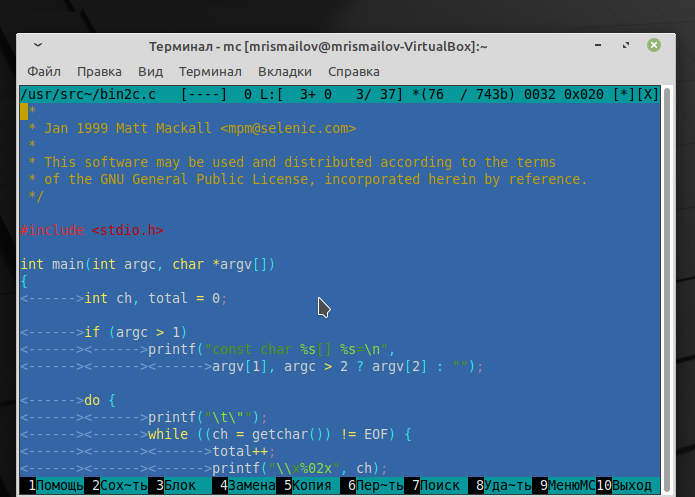 Терминал - mc [mrismailov@mrismailov-VirtualBox]:~
Файл Правка Вид Терминал Вкладки Справка
/usr/src~/bin2c.c [----] 0 L:[ 3+ 0 3/ 37] *(76 / 743b) 0032 0x020 [*][X]
*
* Jan 1999 Matt Mackall <mpm@selenic.com>
*
* This software may be used and distributed according to the terms
* of the GNU General Public License, incorporated herein by reference.
*/
#include <stdio.h>
int main(int argc, char *argv[])
{
<------>int ch, total = 0;
<------>if (argc > 1)
<------><------>printf("const char %s[] %s=\n",
<------><------><------>argv[1], argc > 2 ? argv[2] : "");
<------>do {
<------><------>printf("\t\"");
<------><------>while ((ch = getchar()) != EOF) {
<------><------><------>total++;
<------><------><------>printf("\\x%02x", ch);
1Помощь 2Сох~ть 3Блок 4Замена 5Копия 6Пер~ть 7Поиск 8Уда~ть 9МенюМС 10Выход